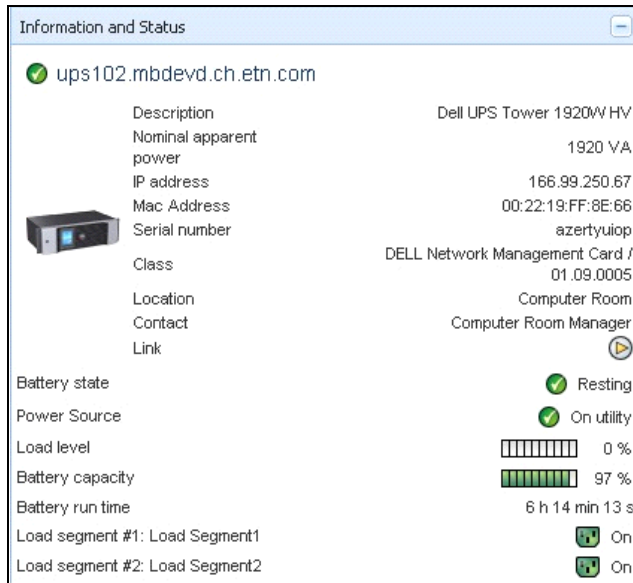 Information and Status
ups102.mbdevd.ch.etn.com
Description Dell UPS Tower 1920W HV
Nominal apparent
power 1920 VA
IP address 166.99.250.67
Mac Address 00:22:19:FF:8E:66
Serial number azertyuiop
Class DELL Network Management Card /
01.09.0005
Location Computer Room
Contact Computer Room Manager
Link
Battery state Resting
Power Source On utility
Load level 0 %
Battery capacity 97 %
Battery run time 6 h 14 min 13 s
Load segment #1: Load Segment1 On
Load segment #2: Load Segment2 On